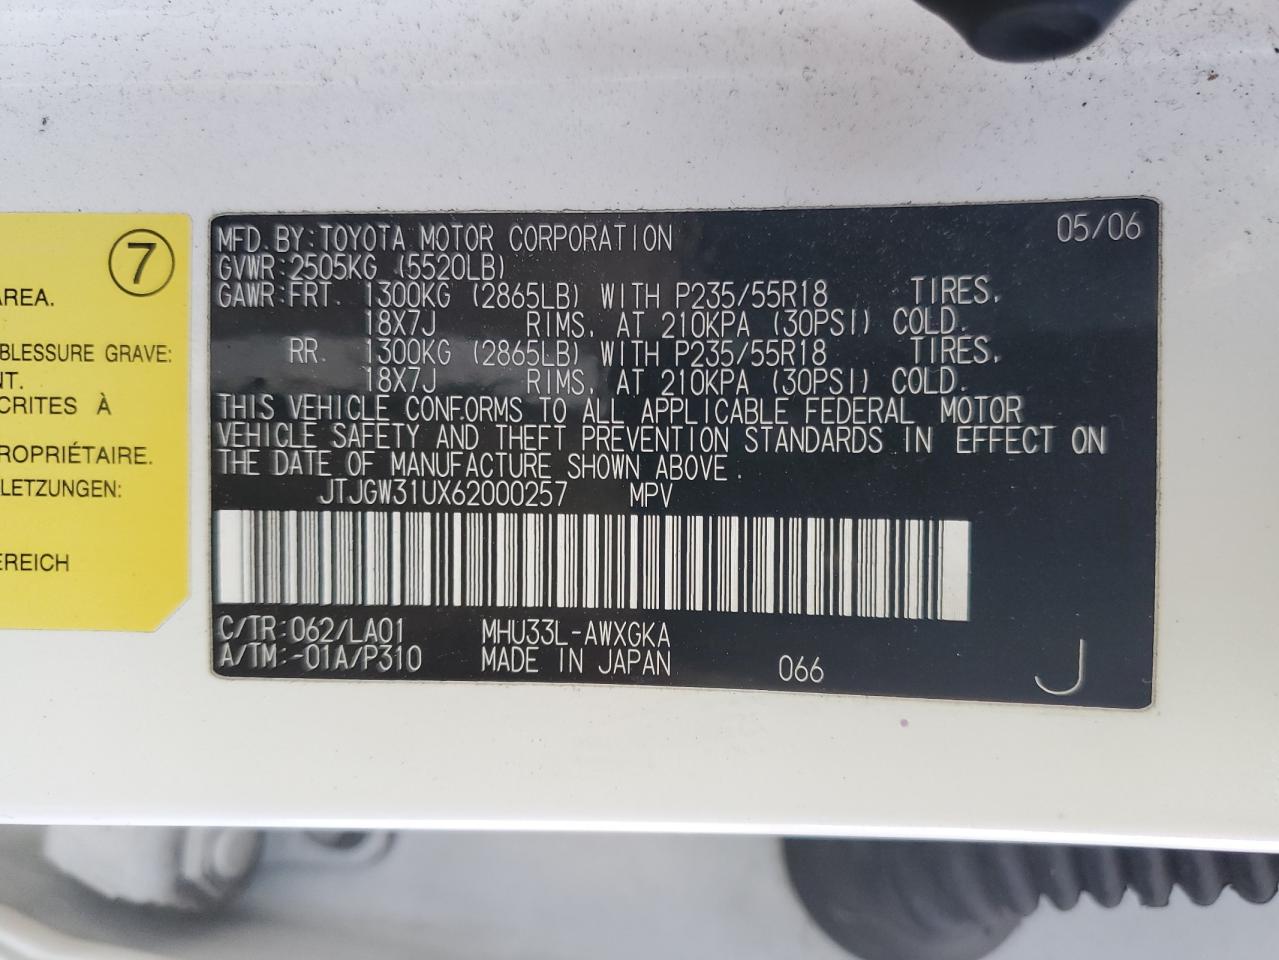 7
AREA.
BLESSURE GRAVE:
NT.
CRITES À
ROPRIÉTAIRE.
LETZUNGEN:
EREICH
MFD. BY: TOYOTA MOTOR CORPORATION 05/06
GVWR: 2505KG (5520LB)
GAWR: FRT. 1300KG (2865LB) WITH P235/55R18 TIRES,
18X7J RIMS, AT 210KPA (30PSI) COLD.
RR. 1300KG (2865LB) WITH P235/55R18 TIRES,
18X7J RIMS, AT 210KPA (30PSI) COLD.
THIS VEHICLE CONFORMS TO ALL APPLICABLE FEDERAL MOTOR
VEHICLE SAFETY AND THEFT PREVENTION STANDARDS IN EFFECT ON
THE DATE OF MANUFACTURE SHOWN ABOVE.
JTJGW31UX62000257 MPV
C/TR: 062/LA01 MHU33L-AWXGKA
A/TM: -01A/P310 MADE IN JAPAN 066 J